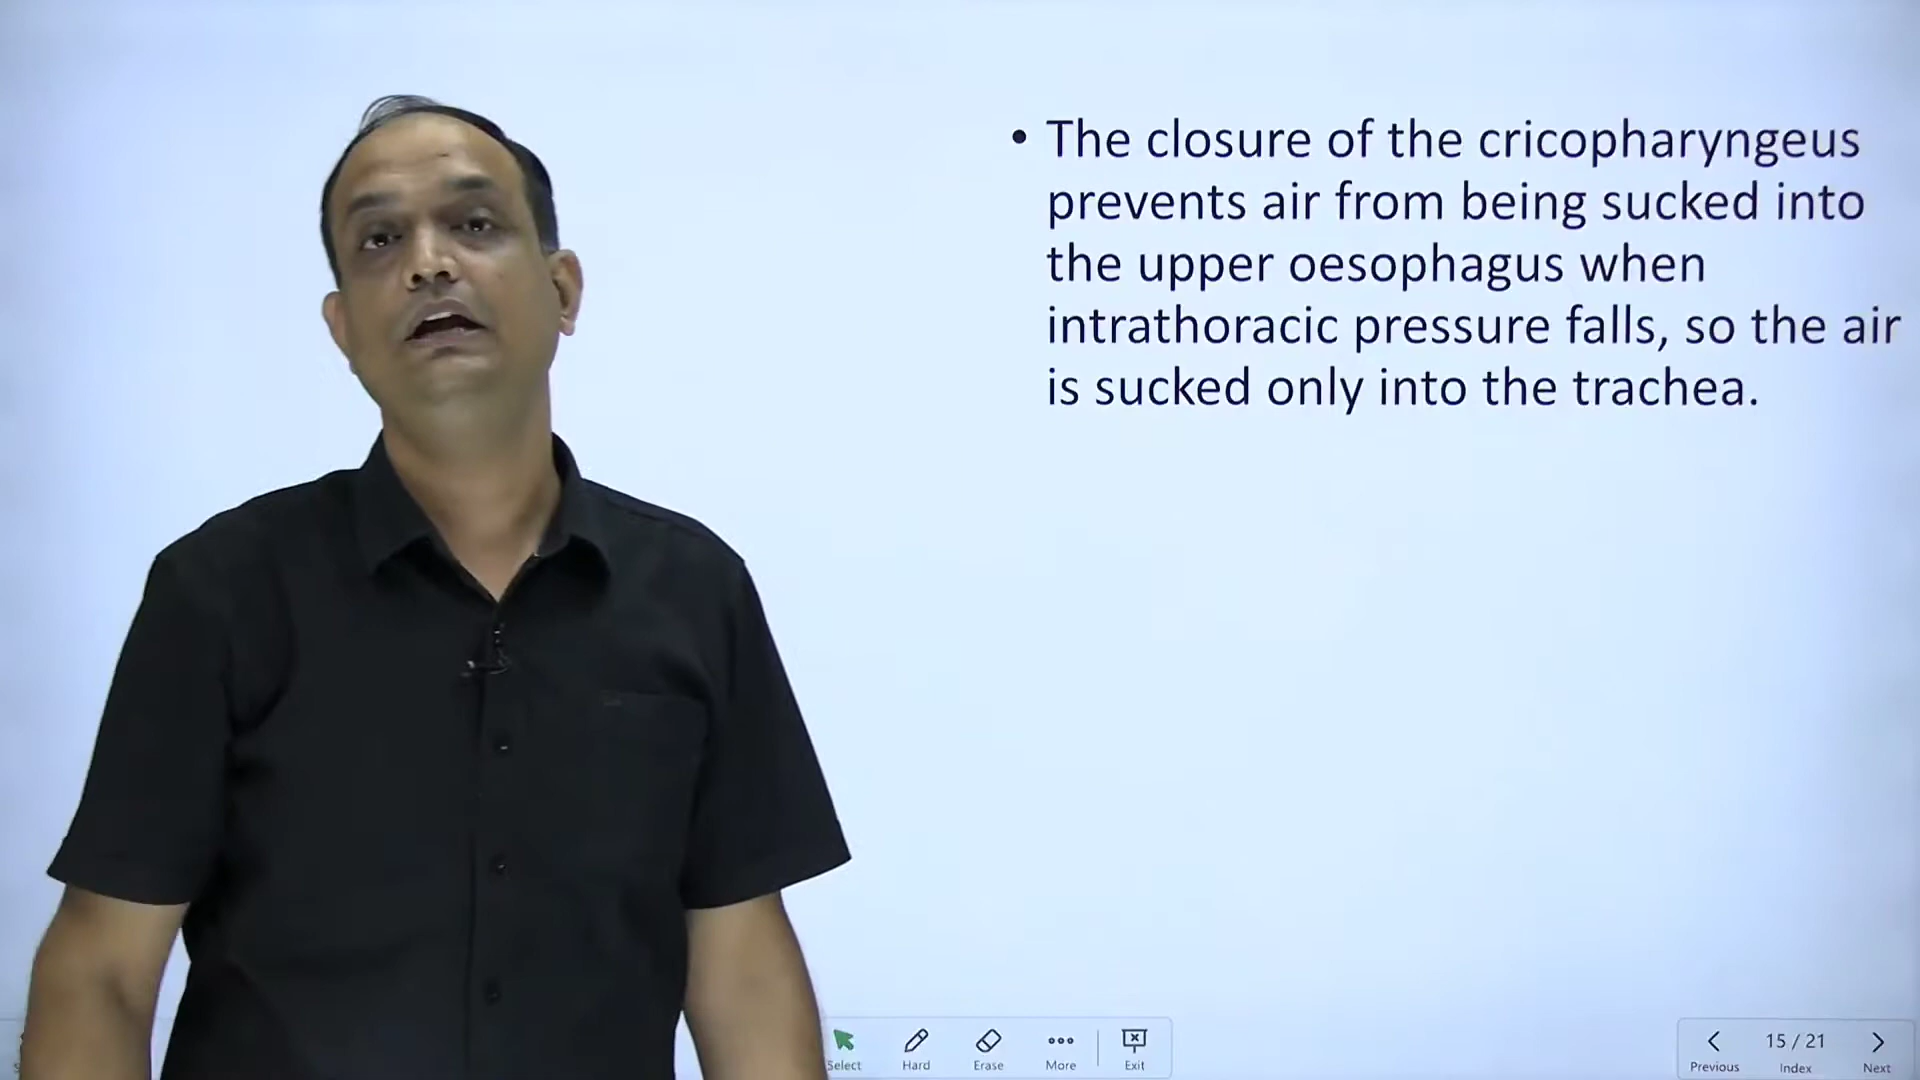 • The closure of the cricopharyngeus
prevents air from being sucked into
the upper oesophagus when
intrathoracic pressure falls, so the air
is sucked only into the trachea.
Select Hard Erase More Exit
15 / 21
Previous Index Next